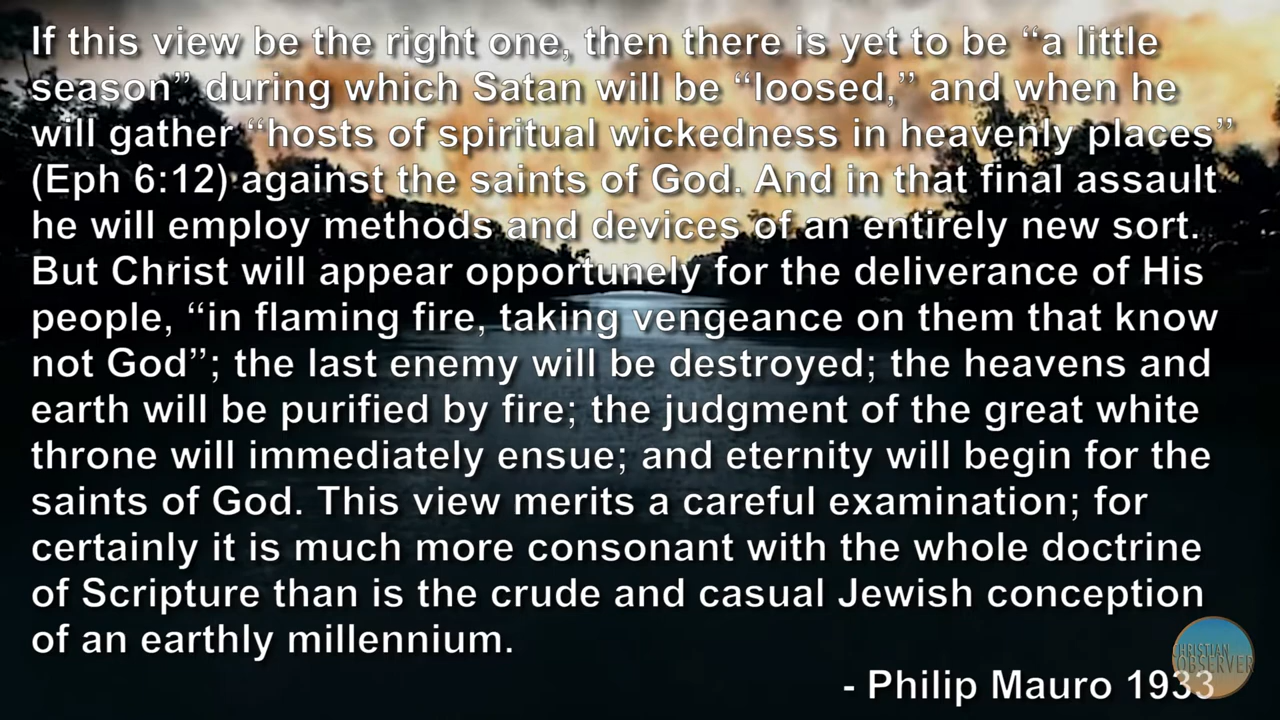 If this view be the right one, then there is yet to be “a little
season” during which Satan will be “loosed,” and when he
will gather “hosts of spiritual wickedness in heavenly places”
(Eph 6:12) against the saints of God. And in that final assault
he will employ methods and devices of an entirely new sort.
But Christ will appear opportunely for the deliverance of His
people, “in flaming fire, taking vengeance on them that know
not God”; the last enemy will be destroyed; the heavens and
earth will be purified by fire; the judgment of the great white
throne will immediately ensue; and eternity will begin for the
saints of God. This view merits a careful examination; for
certainly it is much more consonant with the whole doctrine
of Scripture than is the crude and casual Jewish conception
of an earthly millennium.
- Philip Mauro 1933
CHRISTIAN
OBSERVER